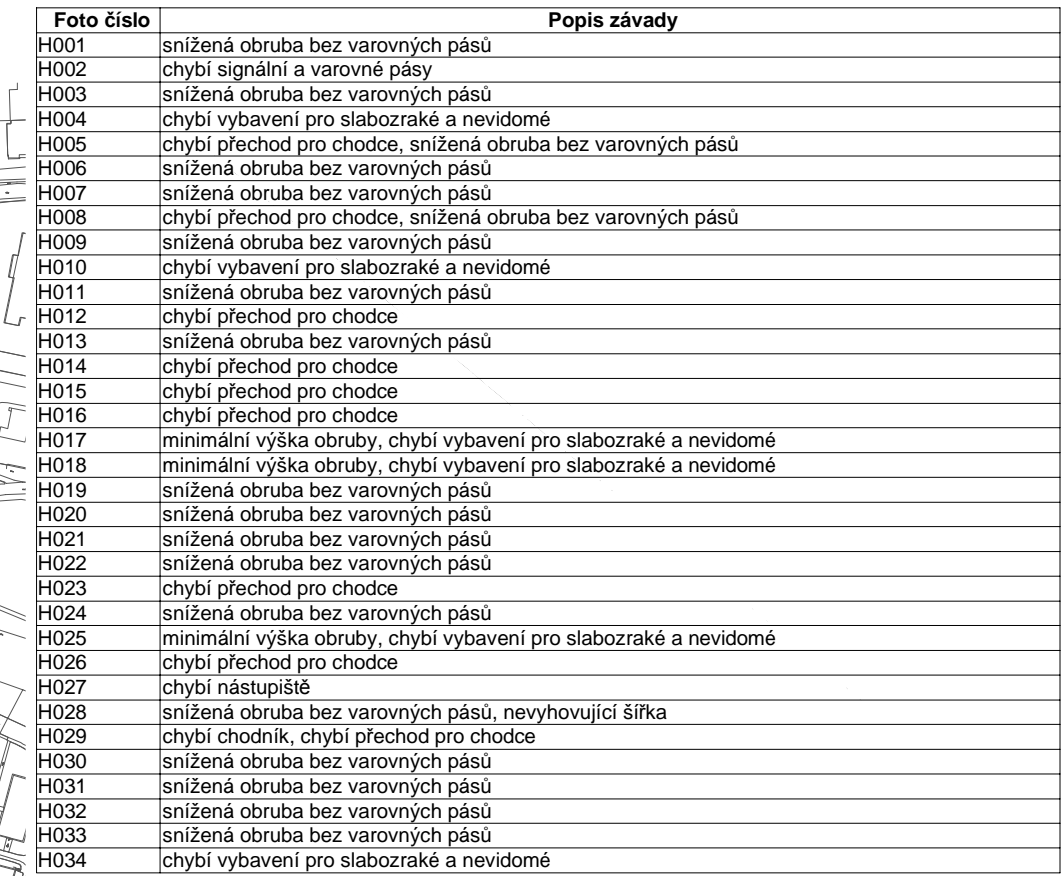 Foto číslo Popis závady
H001 snížená obruba bez varovných pásů
H002 chybí signální a varovné pásy
H003 snížená obruba bez varovných pásů
H004 chybí vybavení pro slabozraké a nevidomé
H005 chybí přechod pro chodce, snížená obruba bez varovných pásů
H006 snížená obruba bez varovných pásů
H007 snížená obruba bez varovných pásů
H008 chybí přechod pro chodce, snížená obruba bez varovných pásů
H009 snížená obruba bez varovných pásů
H010 chybí vybavení pro slabozraké a nevidomé
H011 snížená obruba bez varovných pásů
H012 chybí přechod pro chodce
H013 snížená obruba bez varovných pásů
H014 chybí přechod pro chodce
H015 chybí přechod pro chodce
H016 chybí přechod pro chodce
H017 minimální výška obruby, chybí vybavení pro slabozraké a nevidomé
H018 minimální výška obruby, chybí vybavení pro slabozraké a nevidomé
H019 snížená obruba bez varovných pásů
H020 snížená obruba bez varovných pásů
H021 snížená obruba bez varovných pásů
H022 snížená obruba bez varovných pásů
H023 chybí přechod pro chodce
H024 snížená obruba bez varovných pásů
H025 minimální výška obruby, chybí vybavení pro slabozraké a nevidomé
H026 chybí přechod pro chodce
H027 chybí nástupiště
H028 snížená obruba bez varovných pásů, nevyhovující šířka
H029 chybí chodník, chybí přechod pro chodce
H030 snížená obruba bez varovných pásů
H031 snížená obruba bez varovných pásů
H032 snížená obruba bez varovných pásů
H033 snížená obruba bez varovných pásů
H034 chybí vybavení pro slabozraké a nevidomé